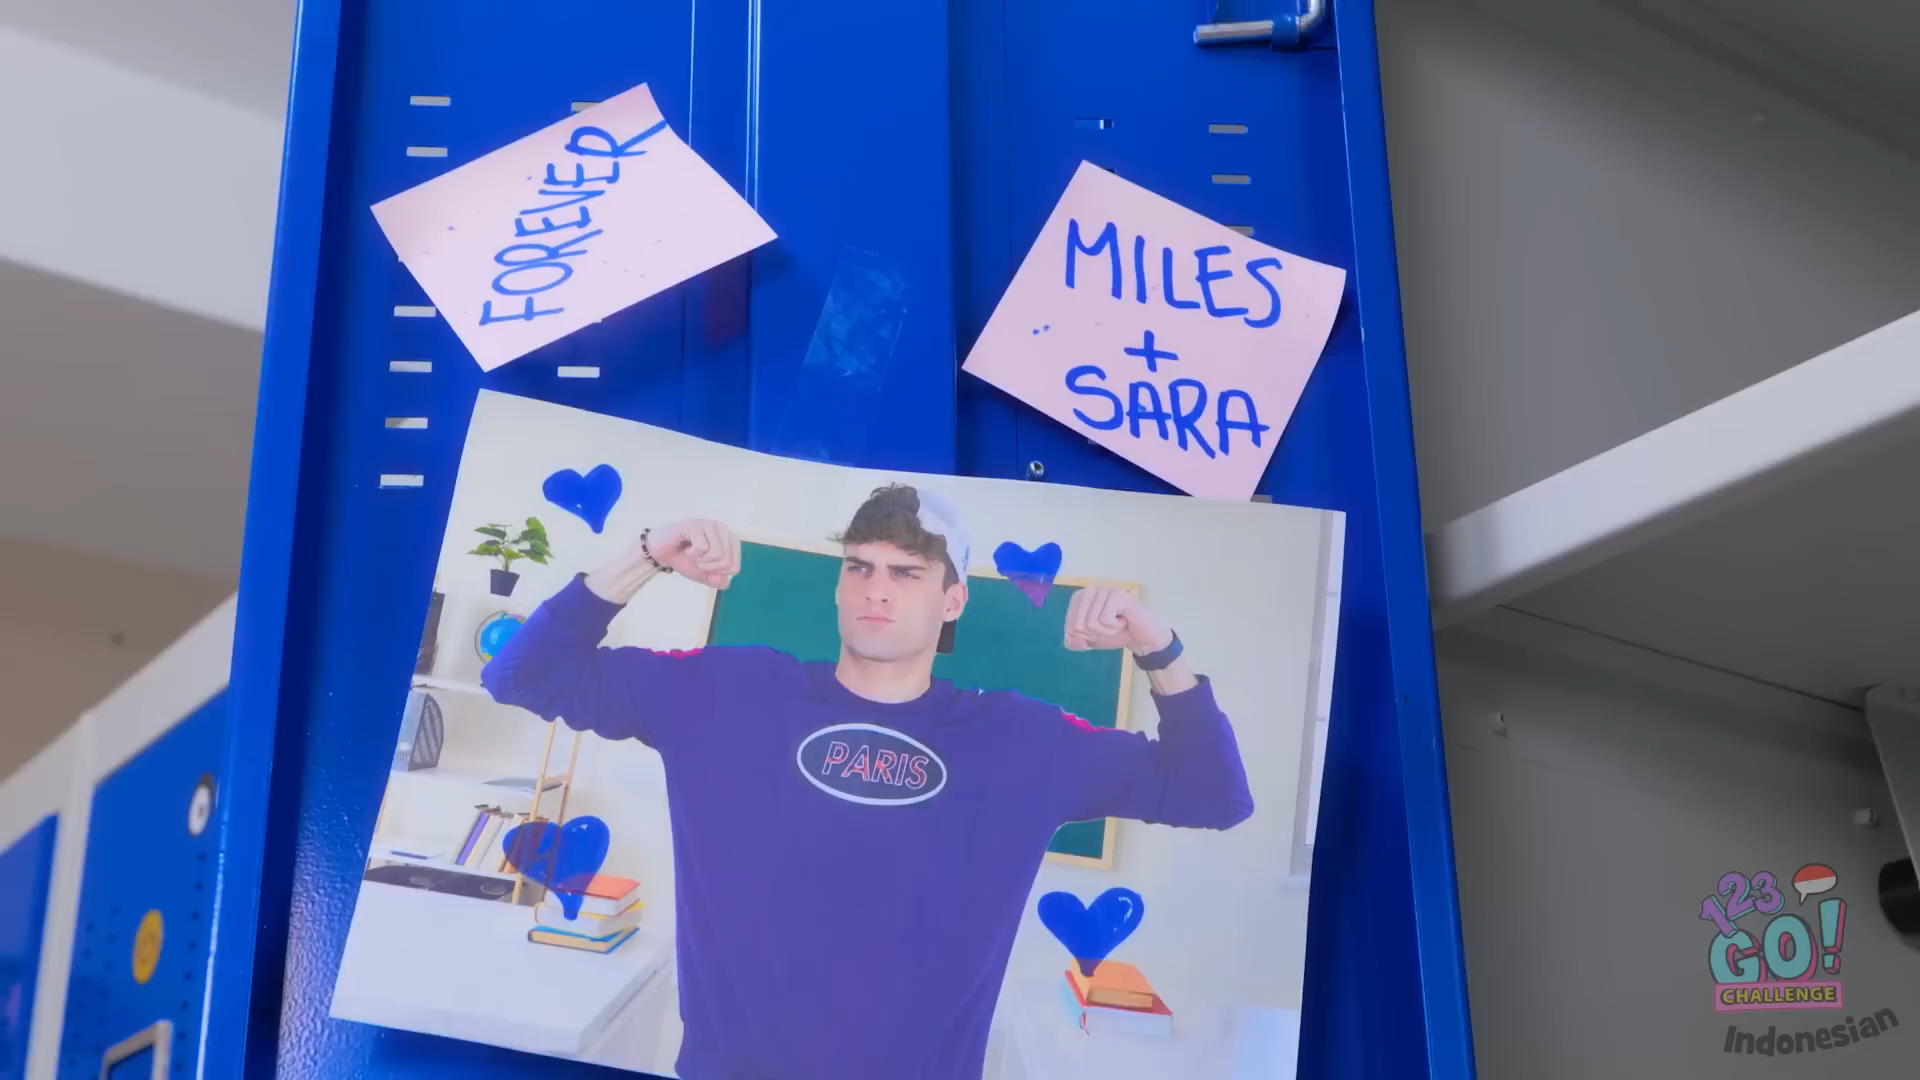 FOREVER
MILES
+
SARA
PARIS
123
GO!
CHALLENGE
Indonesian